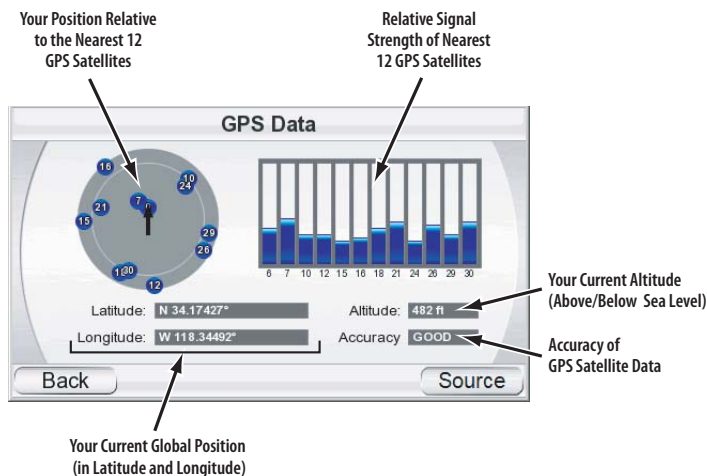 Your Position Relative
to the Nearest 12
GPS Satellites
Relative Signal
Strength of Nearest
12 GPS Satellites
GPS Data
16
10
24
7
21
15
29
26
18
30
12
6 7 10 12 15 16 18 21 24 26 29 30
Latitude: N 34.17427°
Altitude: 482 ft
Longitude: W 118.34492°
Accuracy GOOD
Back
Source
Your Current Altitude
(Above/Below Sea Level)
Accuracy of
GPS Satellite Data
Your Current Global Position
(in Latitude and Longitude)